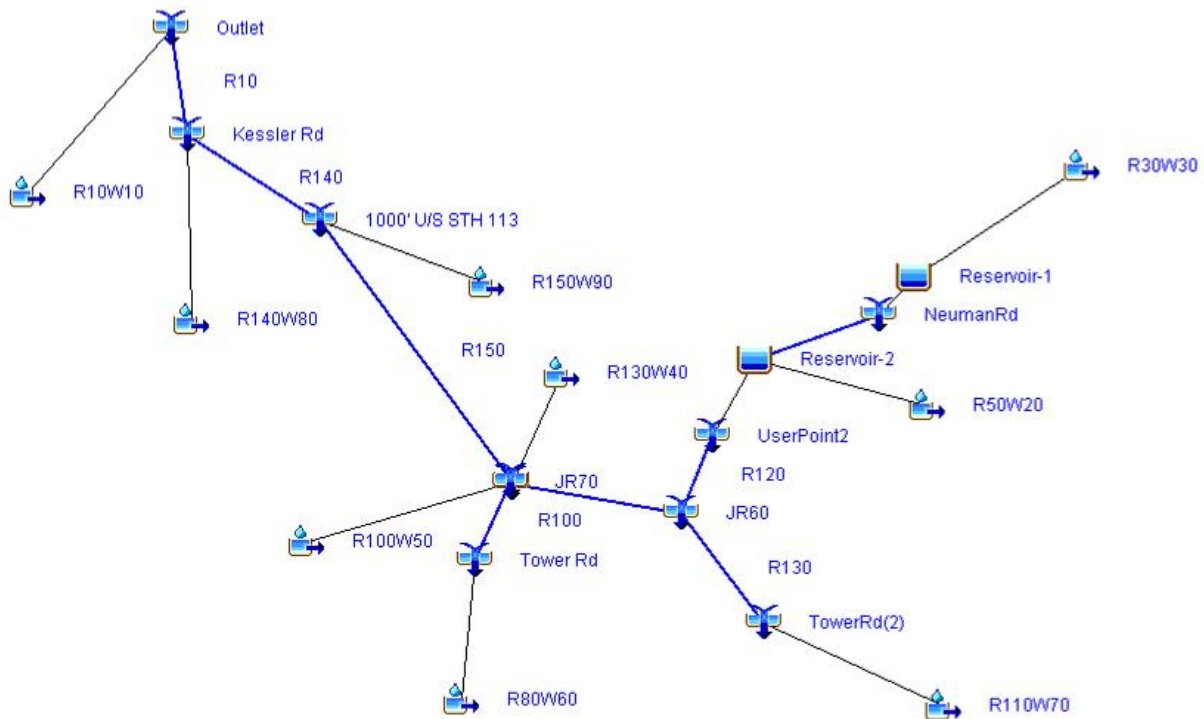 Outlet
R10
Kessler Rd
R30W30
R140
R10W10
1000' U/S STH 113
Reservoir-1
R150W90
NeumanRd
R140W80
R150
Reservoir-2
R130W40
R50W20
UserPoint2
R120
JR70
JR60
R100
R100W50
Tower Rd
R130
TowerRd(2)
R80W60
R110W70